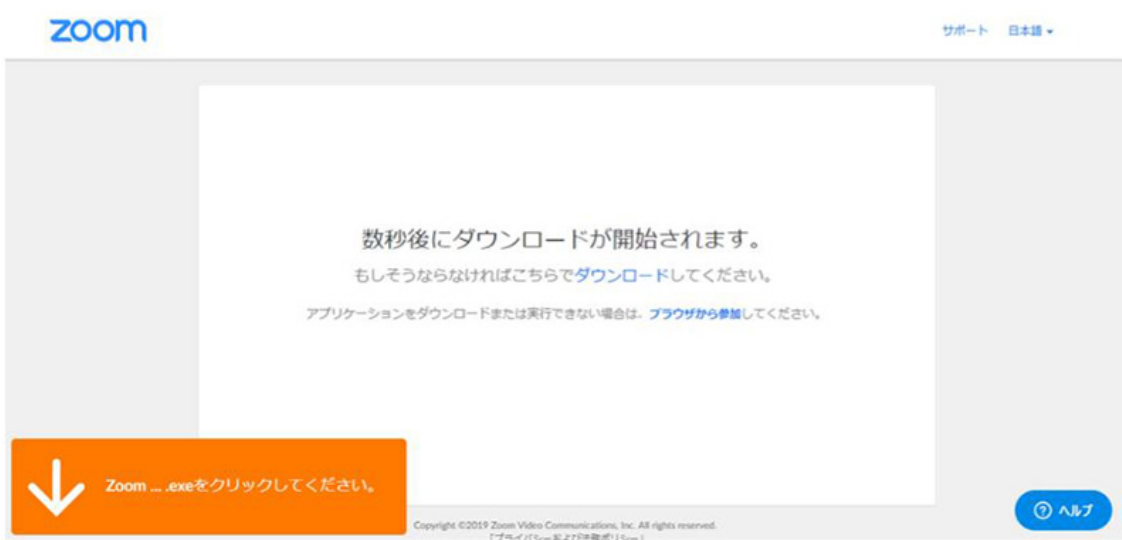 zoom
サポート 日本語
数秒後にダウンロードが開始されます。
もしそうならなければこちらでダウンロードしてください。
アプリケーションをダウンロードまたは実行できない場合は、ブラウザから参加してください。
Zoom ... .exeをクリックしてください。
ヘルプ
Copyright ©2019 Zoom Video Communications, Inc. All rights reserved.